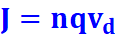 J = nqv_d